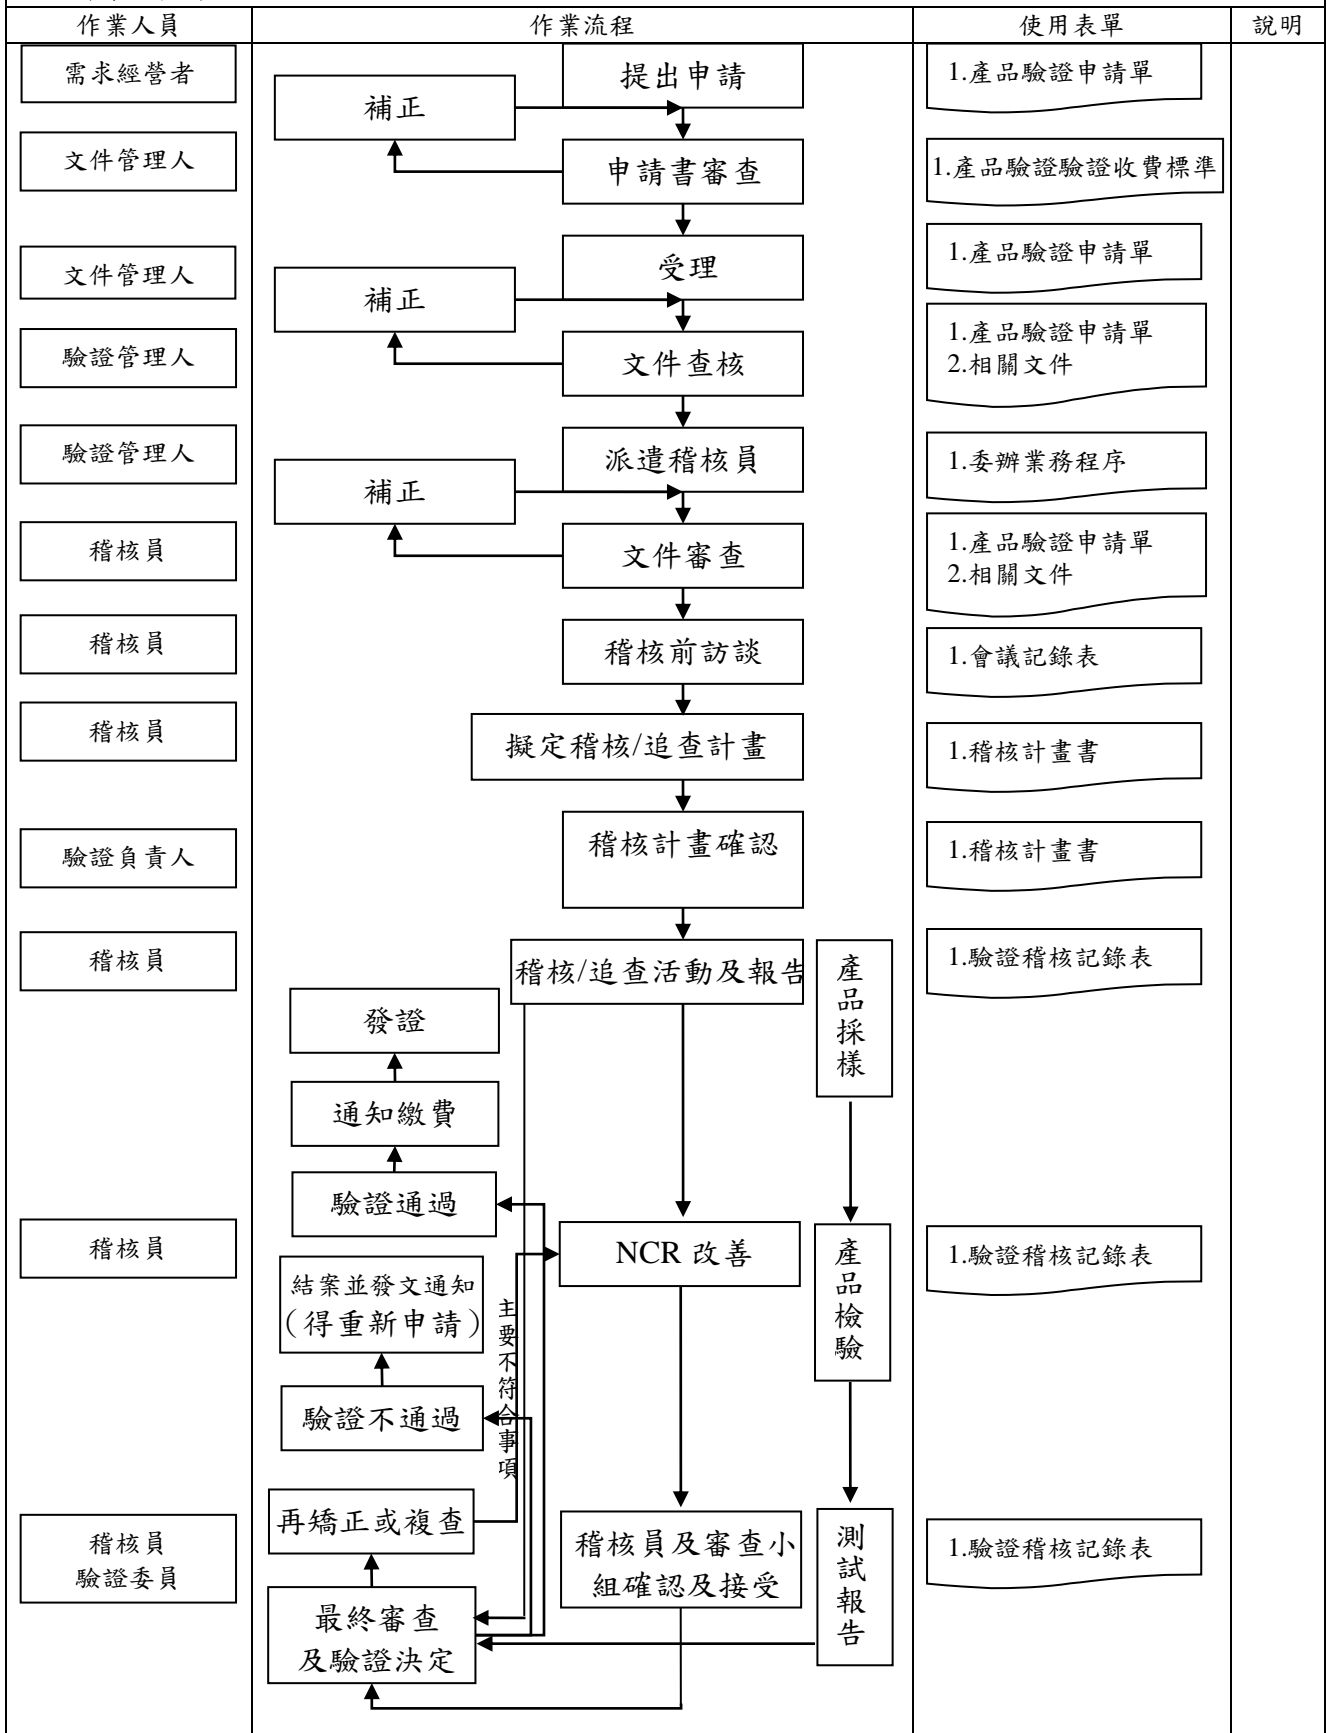 作業人員
作業流程
使用表單
說明
需求經營者
提出申請
1.產品驗證申請單
補正
文件管理人
申請書審查
1.產品驗證驗證收費標準
文件管理人
受理
1.產品驗證申請單
補正
驗證管理人
文件查核
1.產品驗證申請單
2.相關文件
驗證管理人
派遣稽核員
1.委辦業務程序
補正
稽核員
文件審查
1.產品驗證申請單
2.相關文件
稽核員
稽核前訪談
1.會議記錄表
稽核員
擬定稽核/追查計畫
1.稽核計畫書
驗證負責人
稽核計畫確認
1.稽核計畫書
稽核員
稽核/追查活動及報告
產品採樣
1.驗證稽核記錄表
發證
通知繳費
驗證通過
稽核員
NCR 改善
產品檢驗
1.驗證稽核記錄表
結案並發文通知
(得重新申請)
主要不符合事項
驗證不通過
再矯正或複查
稽核員
驗證委員
稽核員及審查小
組確認及接受
測試報告
1.驗證稽核記錄表
最終審查
及驗證決定